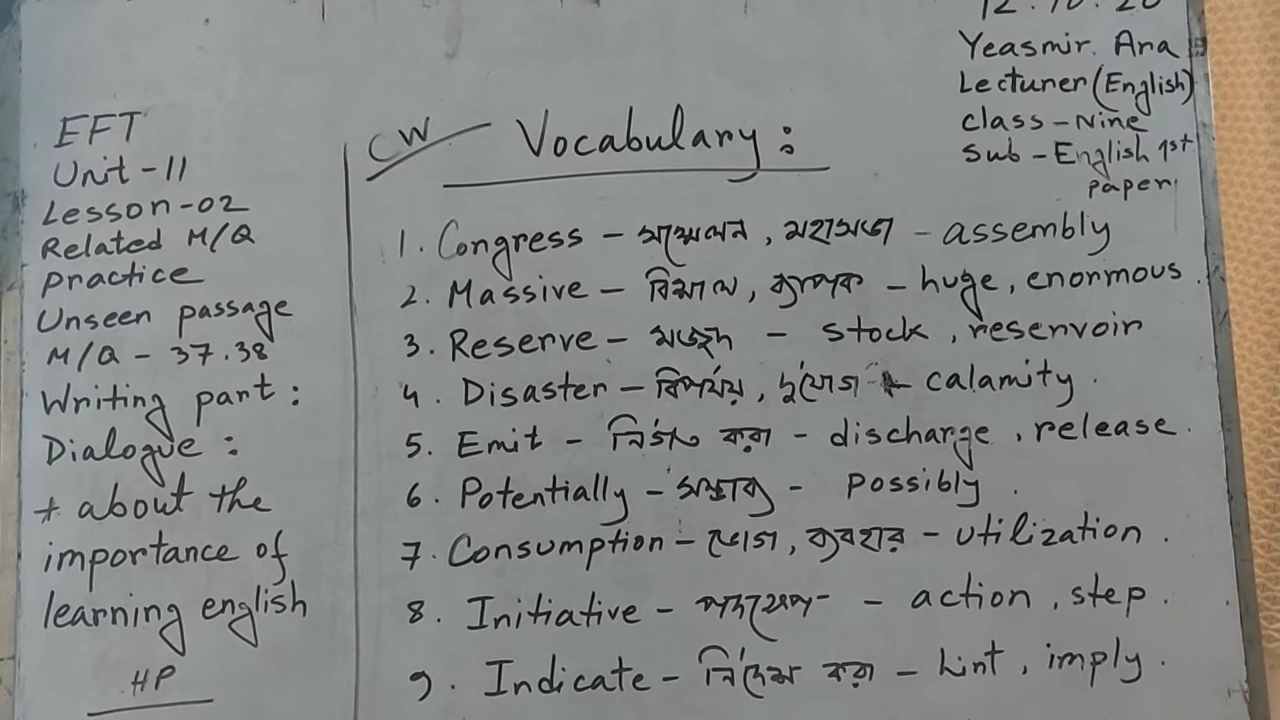 Yeasmir. Ara
Lecturer (English)
class - Nine
Sub - English 1st
paper
EFT
Unit - 11
Lesson - 02
Related M/Q
practice
Unseen passage
M/Q - 37.38
Writing part :
Dialogue :
+ about the
importance of
learning english
HP
CW Vocabulary :
1. Congress - সম্মেলন, মহাসভা - assembly
2. Massive - বিশাল, ব্যাপক - huge, enormous.
3. Reserve - মজুদ - stock, reservoir
4. Disaster - বিপর্যয়, দুর্যোগ - calamity.
5. Emit - নির্গত করা - discharge, release.
6. Potentially - সম্ভাব্য - possibly.
7. Consumption - ভোগ, ব্যবহার - utilization.
8. Initiative - পদক্ষেপ - action, step.
9. Indicate - নির্দেশ করা - hint, imply.